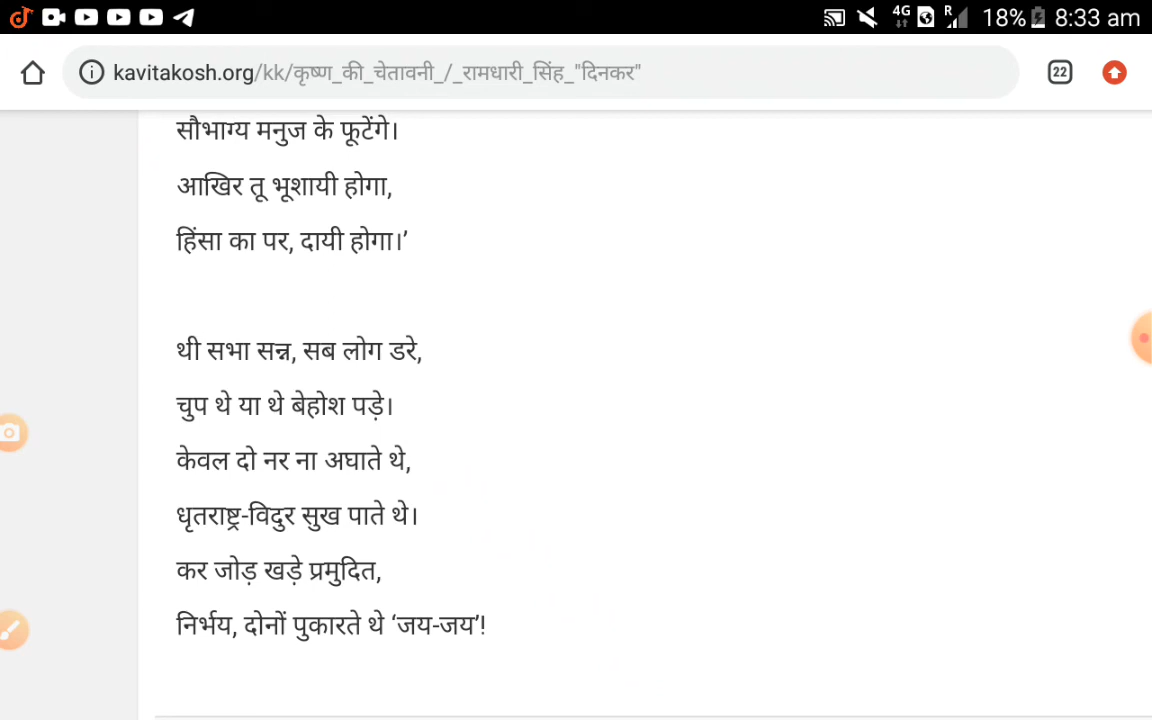 4G R 18% 8:33 am
kavitakosh.org/kk/कृष्ण_की_चेतावनी_/_रामधारी_सिंह_"दिनकर" 22
सौभाग्य मनुज के फूटेंगे।
आखिर तू भूशायी होगा,
हिंसा का पर, दायी होगा।’
थी सभा सन्न, सब लोग डरे,
चुप थे या थे बेहोश पड़े।
केवल दो नर ना अघाते थे,
धृतराष्ट्र-विदुर सुख पाते थे।
कर जोड़ खड़े प्रमुदित,
निर्भय, दोनों पुकारते थे ‘जय-जय’!